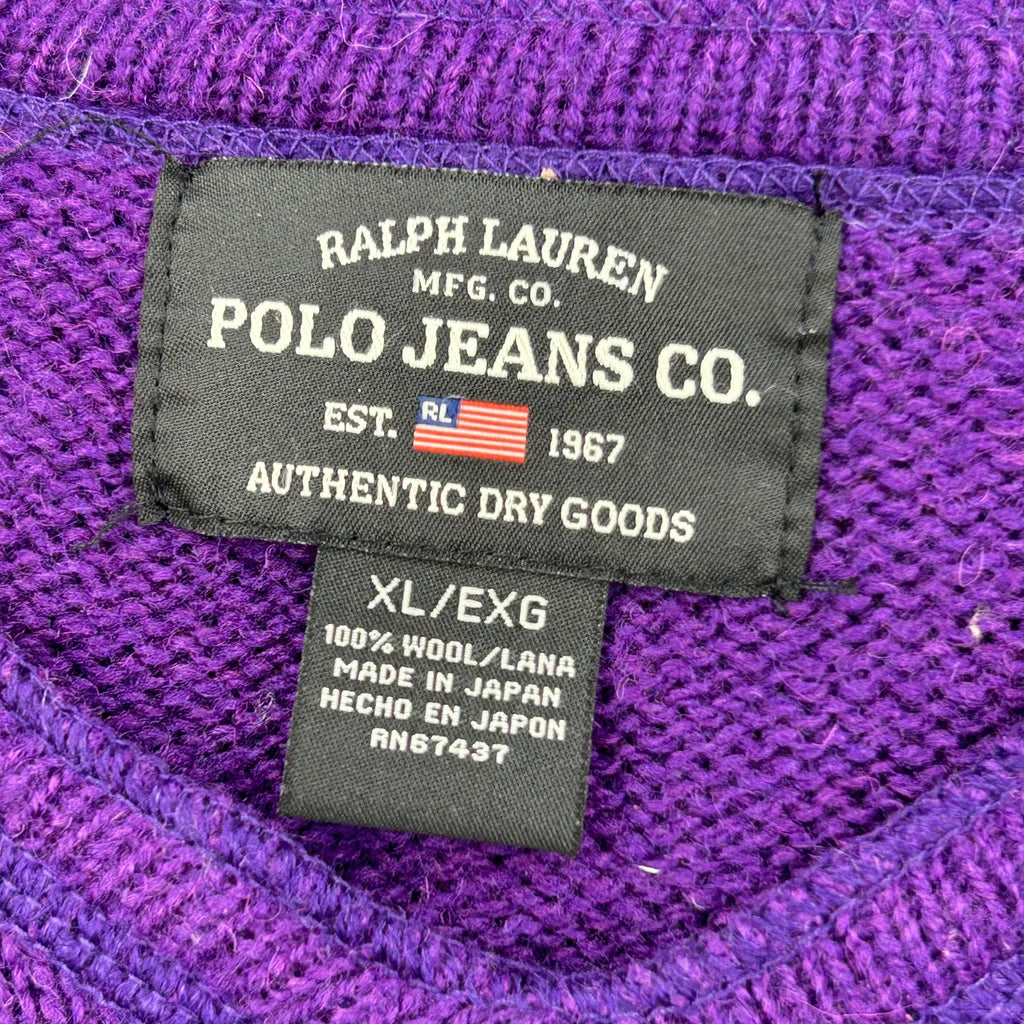 RALPH LAUREN
MFG. CO.
POLO JEANS CO.
EST. RL 1967
AUTHENTIC DRY GOODS
XL/EXG
100% WOOL/LANA
MADE IN JAPAN
HECHO EN JAPON
RN67437